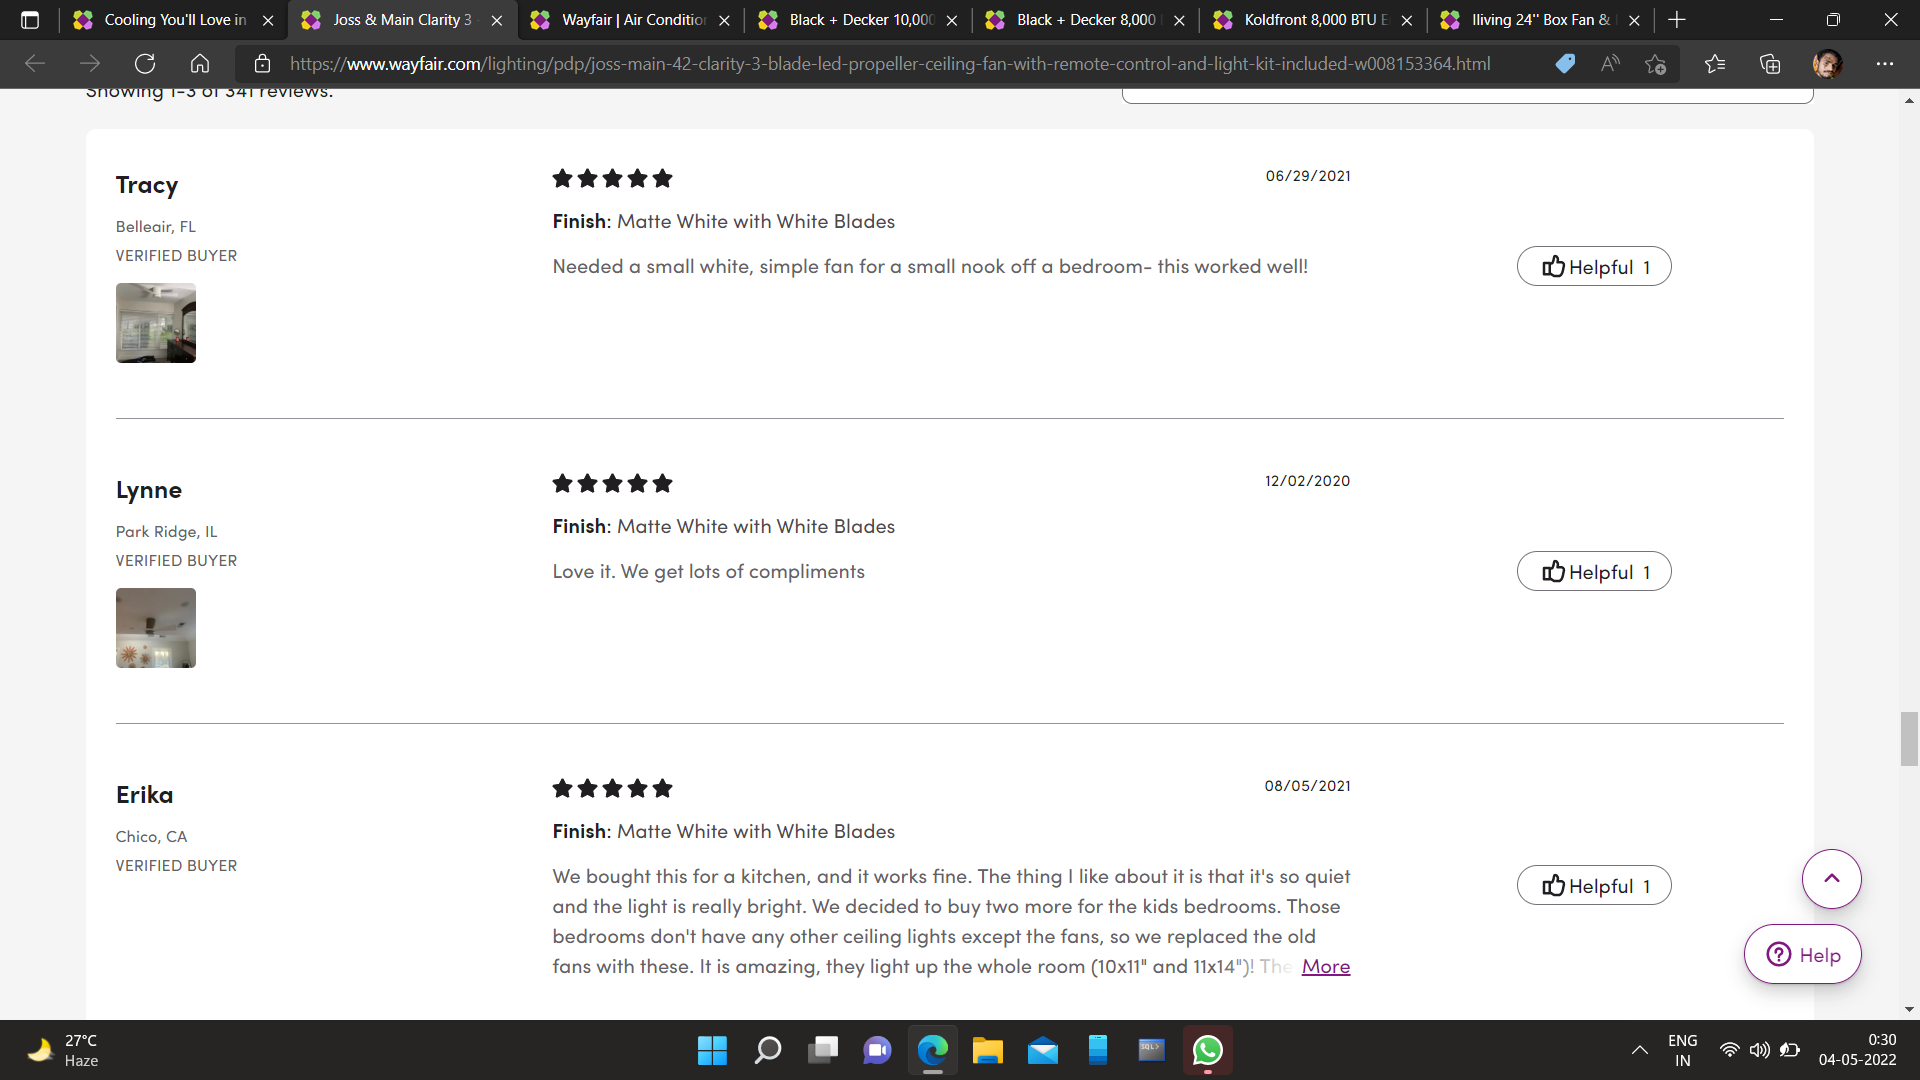 Cooling You'll Love in
Joss & Main Clarity 3 -
Wayfair | Air Condition
Black + Decker 10,000
Black + Decker 8,000
Koldfront 8,000 BTU E
Iliving 24'' Box Fan &
https://www.wayfair.com/lighting/pdp/joss-main-42-clarity-3-blade-led-propeller-ceiling-fan-with-remote-control-and-light-kit-included-w008153364.html
Showing 1-3 of 341 reviews.
Tracy
06/29/2021
Belleair, FL
Finish: Matte White with White Blades
VERIFIED BUYER
Needed a small white, simple fan for a small nook off a bedroom- this worked well!
Helpful 1
Lynne
12/02/2020
Park Ridge, IL
Finish: Matte White with White Blades
VERIFIED BUYER
Love it. We get lots of compliments
Helpful 1
Erika
08/05/2021
Chico, CA
Finish: Matte White with White Blades
VERIFIED BUYER
We bought this for a kitchen, and it works fine. The thing I like about it is that it's so quiet
and the light is really bright. We decided to buy two more for the kids bedrooms. Those
bedrooms don't have any other ceiling lights except the fans, so we replaced the old
fans with these. It is amazing, they light up the whole room (10x11" and 11x14")! The More
Helpful 1
Help
27°C
Haze
SQL>
ENG
IN
0:30
04-05-2022